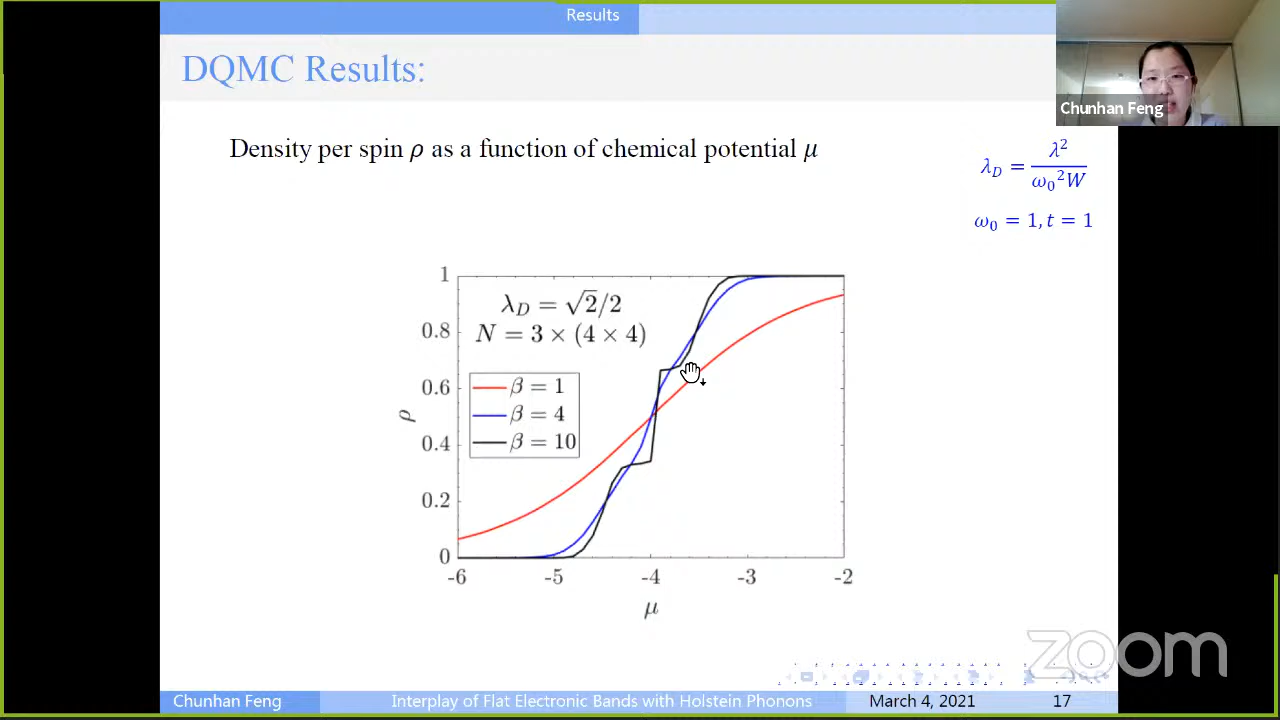 Results
DQMC Results:
Chunhan Feng
Density per spin ρ as a function of chemical potential μ
λ_D = λ² / ω₀²W
ω₀ = 1, t = 1
λ_D = √2/2
N = 3 × (4 × 4)
β = 1
β = 4
β = 10
1
0.8
0.6
0.4
0.2
0
ρ
-6 -5 -4 -3 -2
μ
zoom
Chunhan Feng Interplay of Flat Electronic Bands with Holstein Phonons March 4, 2021 17